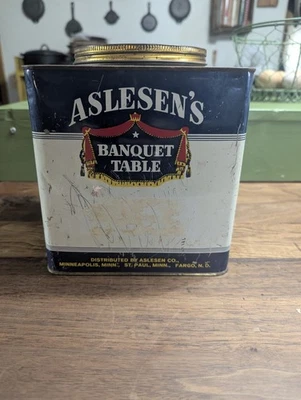 ASLESEN'S
BANQUET
TABLE
DISTRIBUTED BY ASLESEN CO.,
MINNEAPOLIS, MINN., ST. PAUL, MINN., FARGO, N. D.